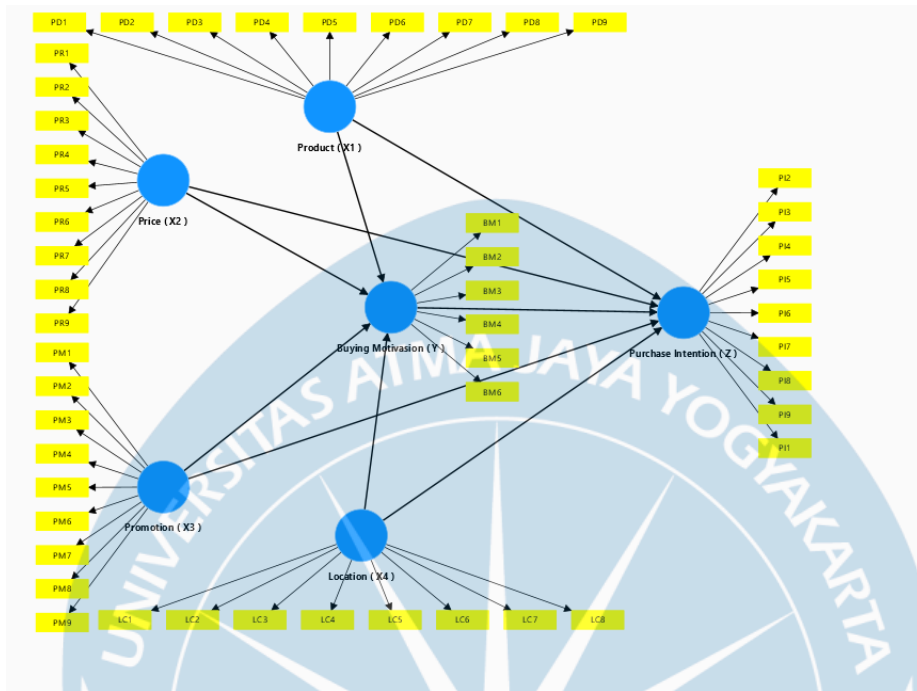 PD1 PD2 PD3 PD4 PD5 PD6 PD7 PD8 PD9
PR1
PR2
PR3
PR4
PR5
PR6
PR7
PR8
PR9
Product ( X1 )
Price ( X2 )
BM1
BM2
BM3
BM4
BM5
BM6
Buying Motivasion ( Y )
PI2
PI3
PI4
PI5
PI6
PI7
PI8
PI9
PI1
Purchase Intention ( Z )
PM1
PM2
PM3
PM4
PM5
PM6
PM7
PM8
PM9
Promotion ( X3 )
Location ( X4 )
LC1 LC2 LC3 LC4 LC5 LC6 LC7 LC8
UNIVERSITAS ATMA JAYA YOGYAKARTA